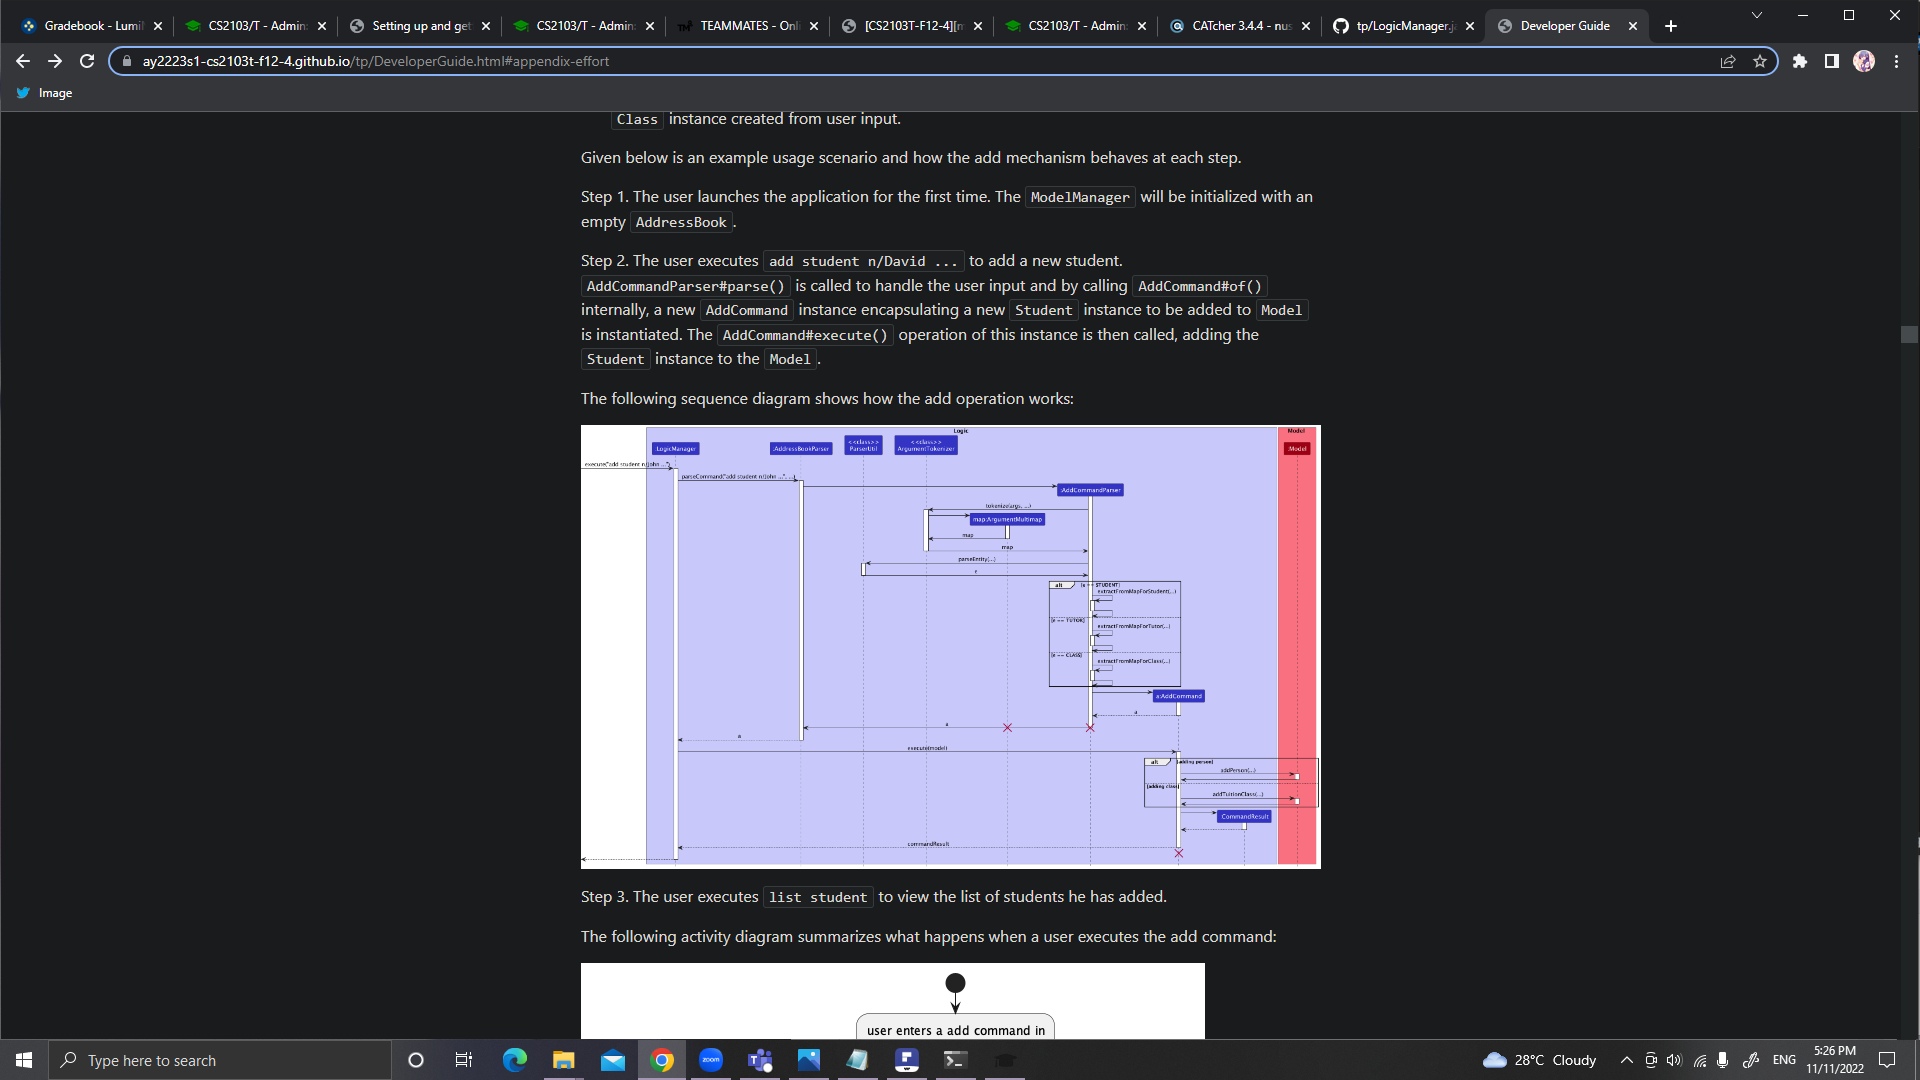 Gradebook - Lumi
CS2103/T - Admin
Setting up and get
CS2103/T - Admin
TEAMMATES - Onl
[CS2103T-F12-4][m
CS2103/T - Admin
CATcher 3.4.4 - nus
tp/LogicManager.j
Developer Guide
ay2223s1-cs2103t-f12-4.github.io/tp/DeveloperGuide.html#appendix-effort
Image
Class instance created from user input.
Given below is an example usage scenario and how the add mechanism behaves at each step.
Step 1. The user launches the application for the first time. The ModelManager will be initialized with an
empty AddressBook.
Step 2. The user executes add student n/David ... to add a new student.
AddCommandParser#parse() is called to handle the user input and by calling AddCommand#of()
internally, a new AddCommand instance encapsulating a new Student instance to be added to Model
is instantiated. The AddCommand#execute() operation of this instance is then called, adding the
Student instance to the Model.
The following sequence diagram shows how the add operation works:
Logic
Model
<<class>>
<<class>>
:LogicManager
:AddressBookParser
ParserUtil
ArgumentTokenizer
:Model
execute("add student n/John ...")
parseCommand("add student n/John ...", ...)
:AddCommandParser
tokenize(args, ...)
map:ArgumentMultimap
map
map
parseEntity(...)
alt
[e == STUDENT]
extractFromMapForStudent(...)
[e == TUTOR]
extractFromMapForTutor(...)
[e == CLASS]
extractFromMapForClass(...)
a:AddCommand
a
a
a
execute(model)
alt
[adding person]
addPerson(...)
[adding class]
addTuitionClass(...)
:CommandResult
commandResult
Step 3. The user executes list student to view the list of students he has added.
The following activity diagram summarizes what happens when a user executes the add command:
user enters a add command in
Type here to search
zoom
28°C Cloudy
ENG
5:26 PM
11/11/2022